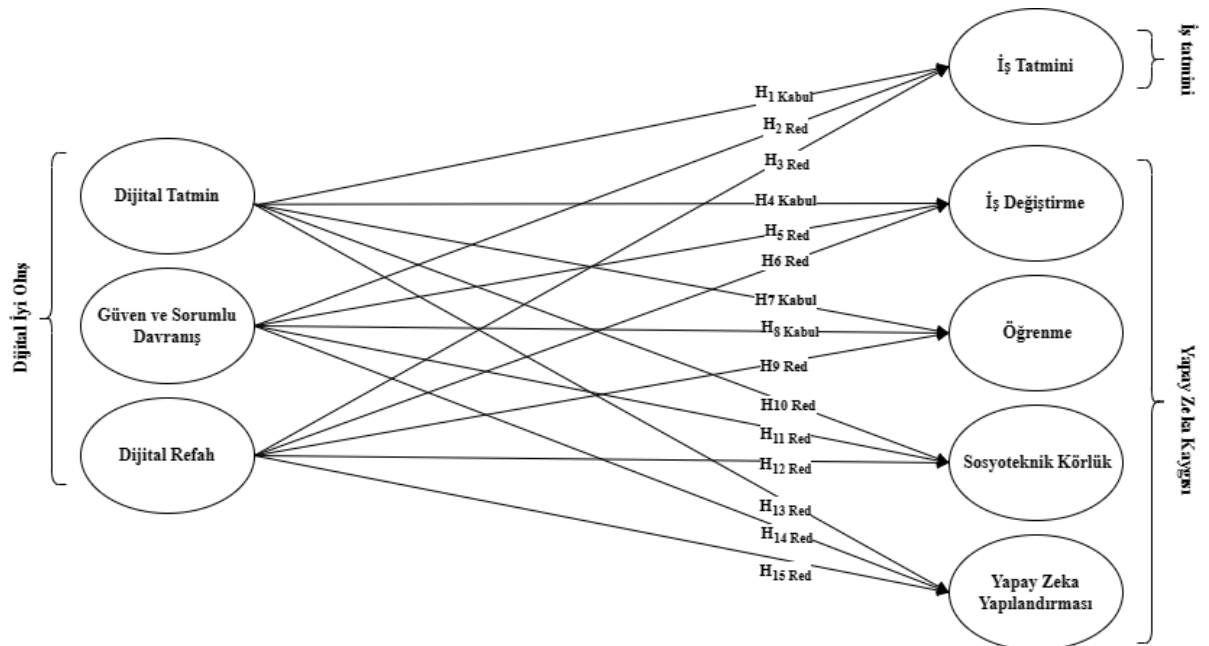 Dijital İyi Oluş
Dijital Tatmin
Güven ve Sorumlu
Davranış
Dijital Refah
H1 Kabul
H2 Red
H3 Red
H4 Kabul
H5 Red
H6 Red
H7 Kabul
H8 Kabul
H9 Red
H10 Red
H11 Red
H12 Red
H13 Red
H14 Red
H15 Red
İş Tatmini
İş Değiştirme
Öğrenme
Sosyoteknik Körlük
Yapay Zeka
Yapılandırması
İş tatmini
Yapay Zeka Kaygısı